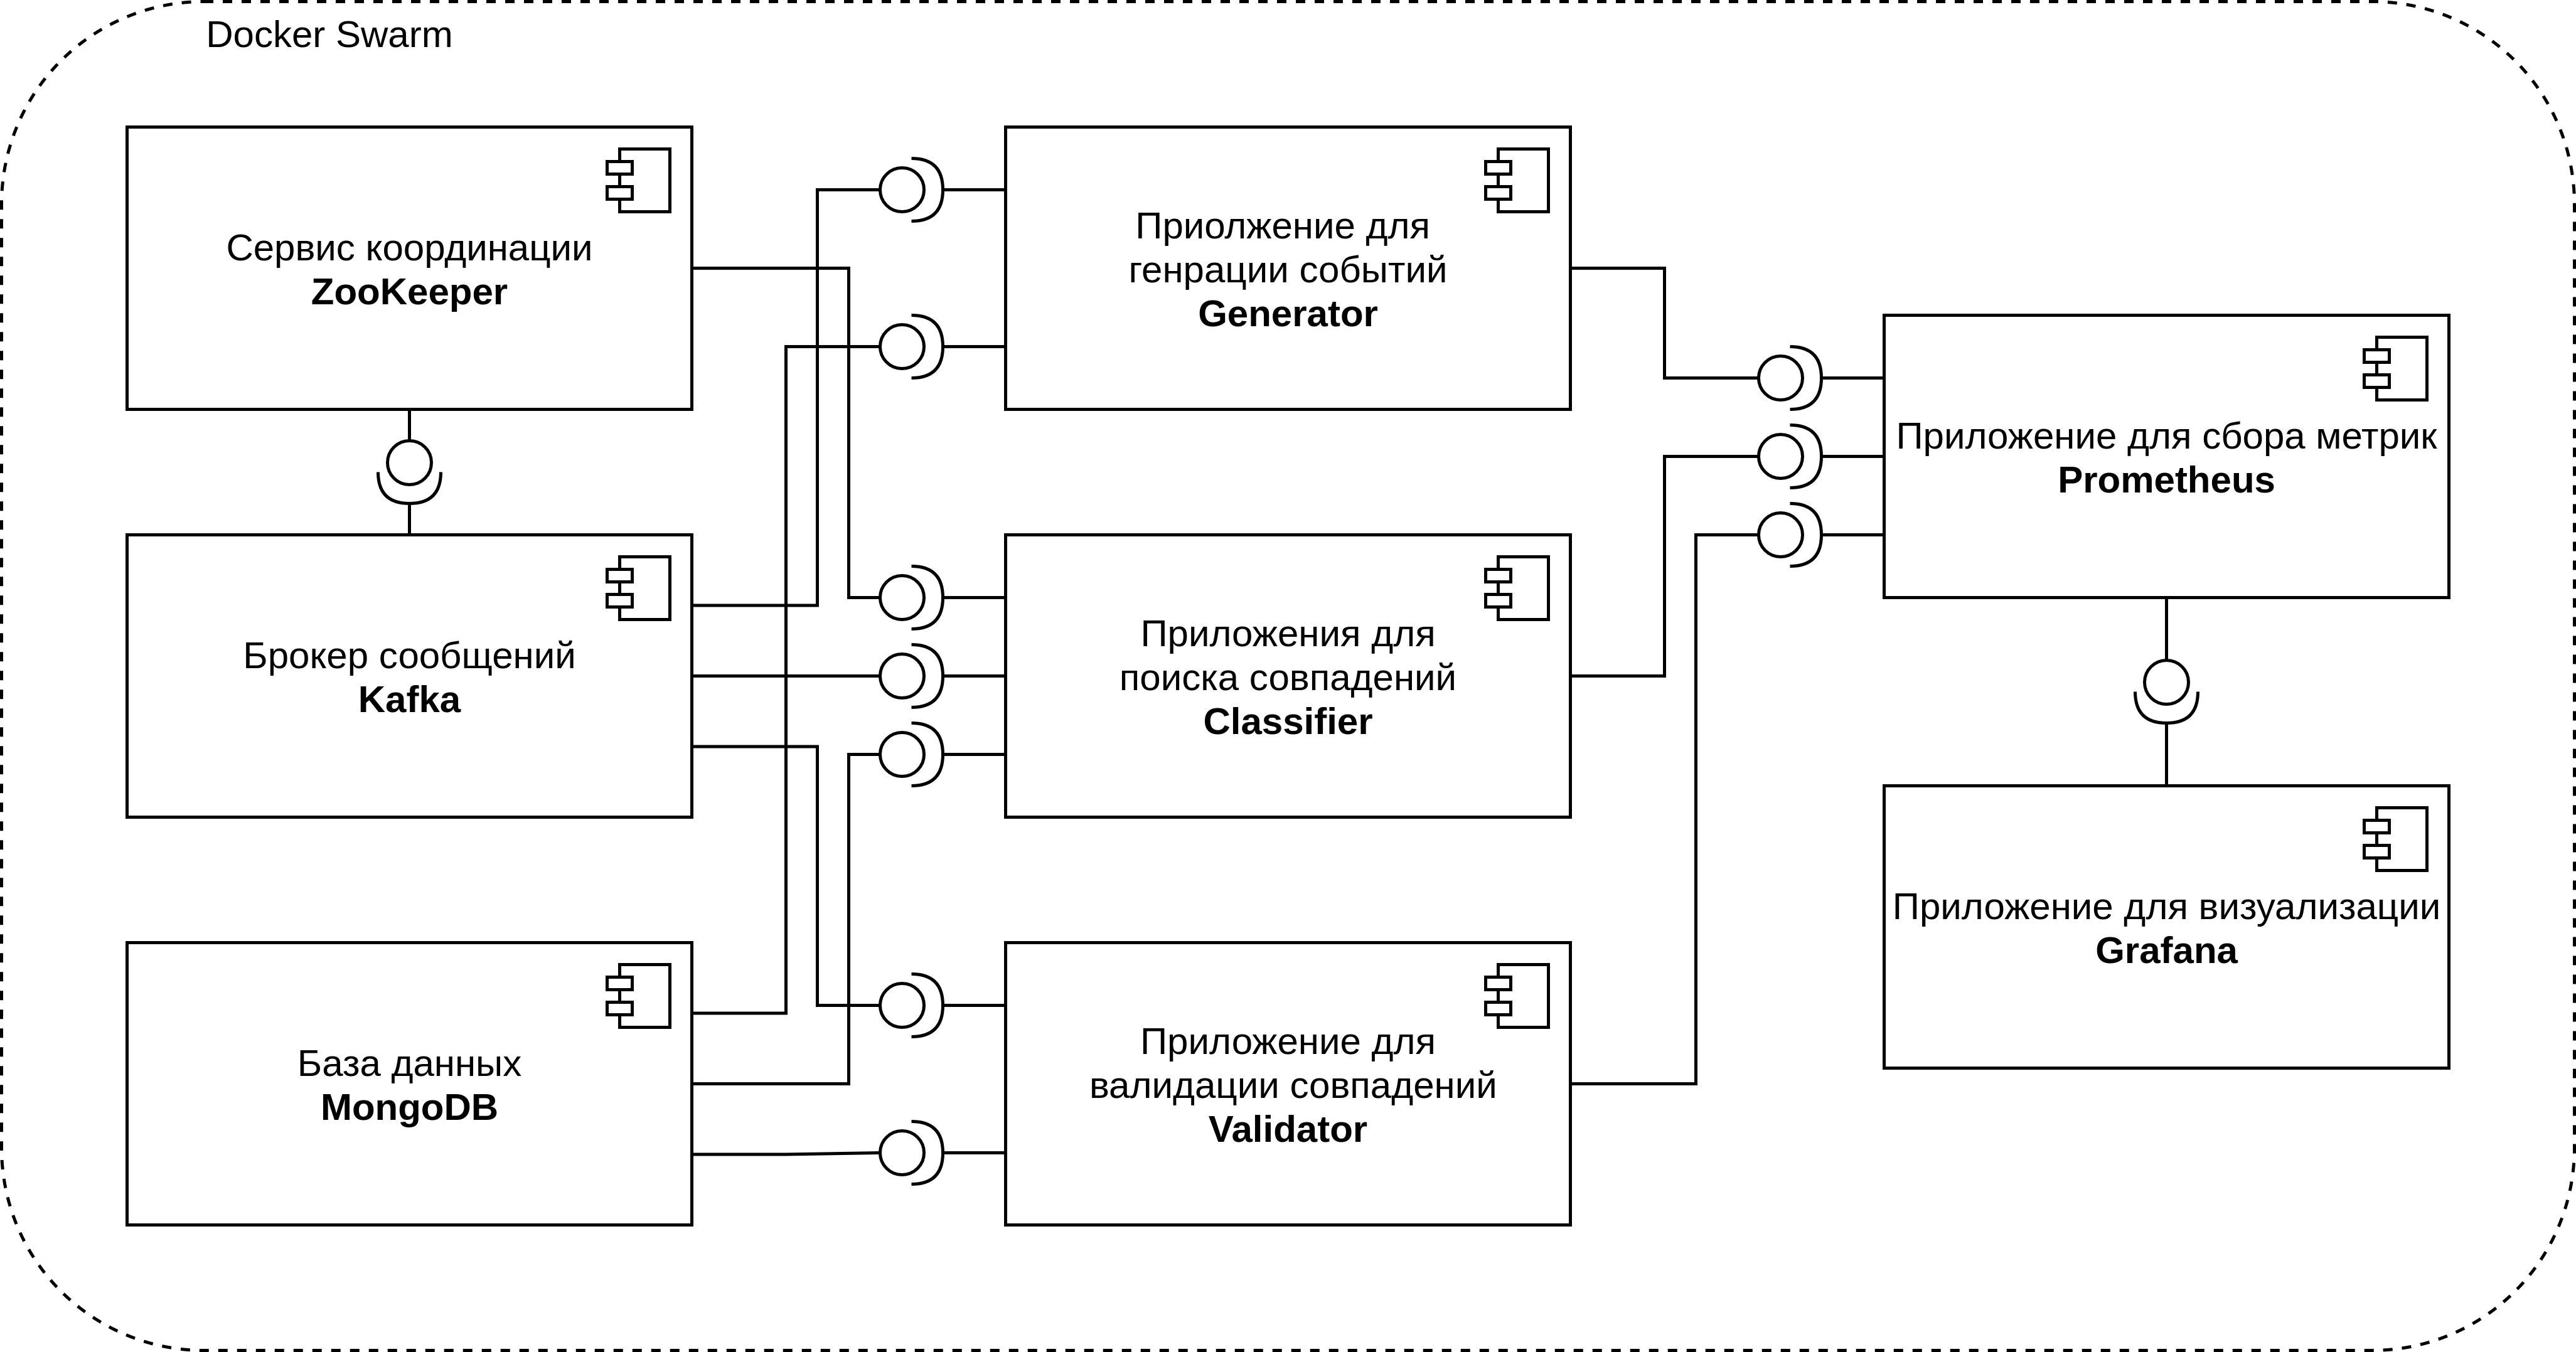 Docker Swarm
Сервис координации
ZooKeeper
Приолжение для
генрации событий
Generator
Приложение для сбора метрик
Prometheus
Брокер сообщений
Kafka
Приложения для
поиска совпадений
Classifier
Приложение для визуализации
Grafana
База данных
MongoDB
Приложение для
валидации совпадений
Validator